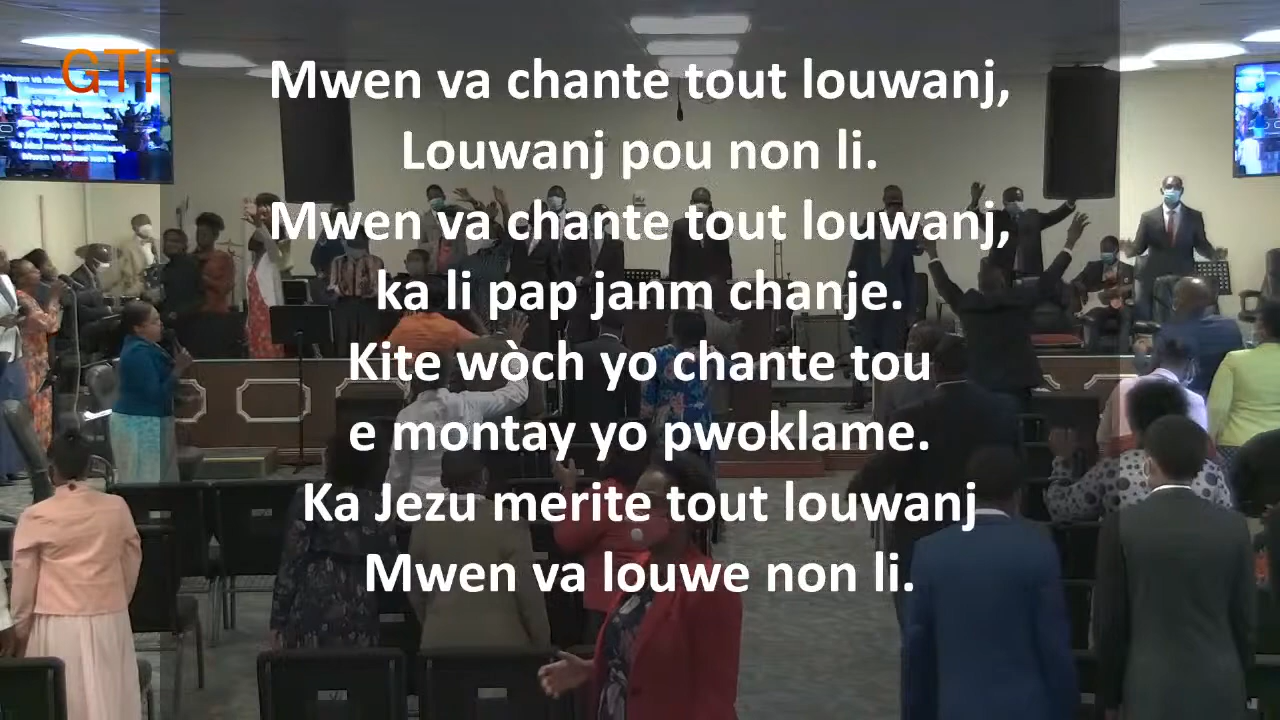 GTF
Mwen va chante tout louwanj,
Louwanj pou non li.
Mwen va chante tout louwanj,
ka li pap janm chanje.
Kite wòch yo chante tou
e montay yo pwoklame.
Ka Jezu merite tout louwanj
Mwen va louwe non li.